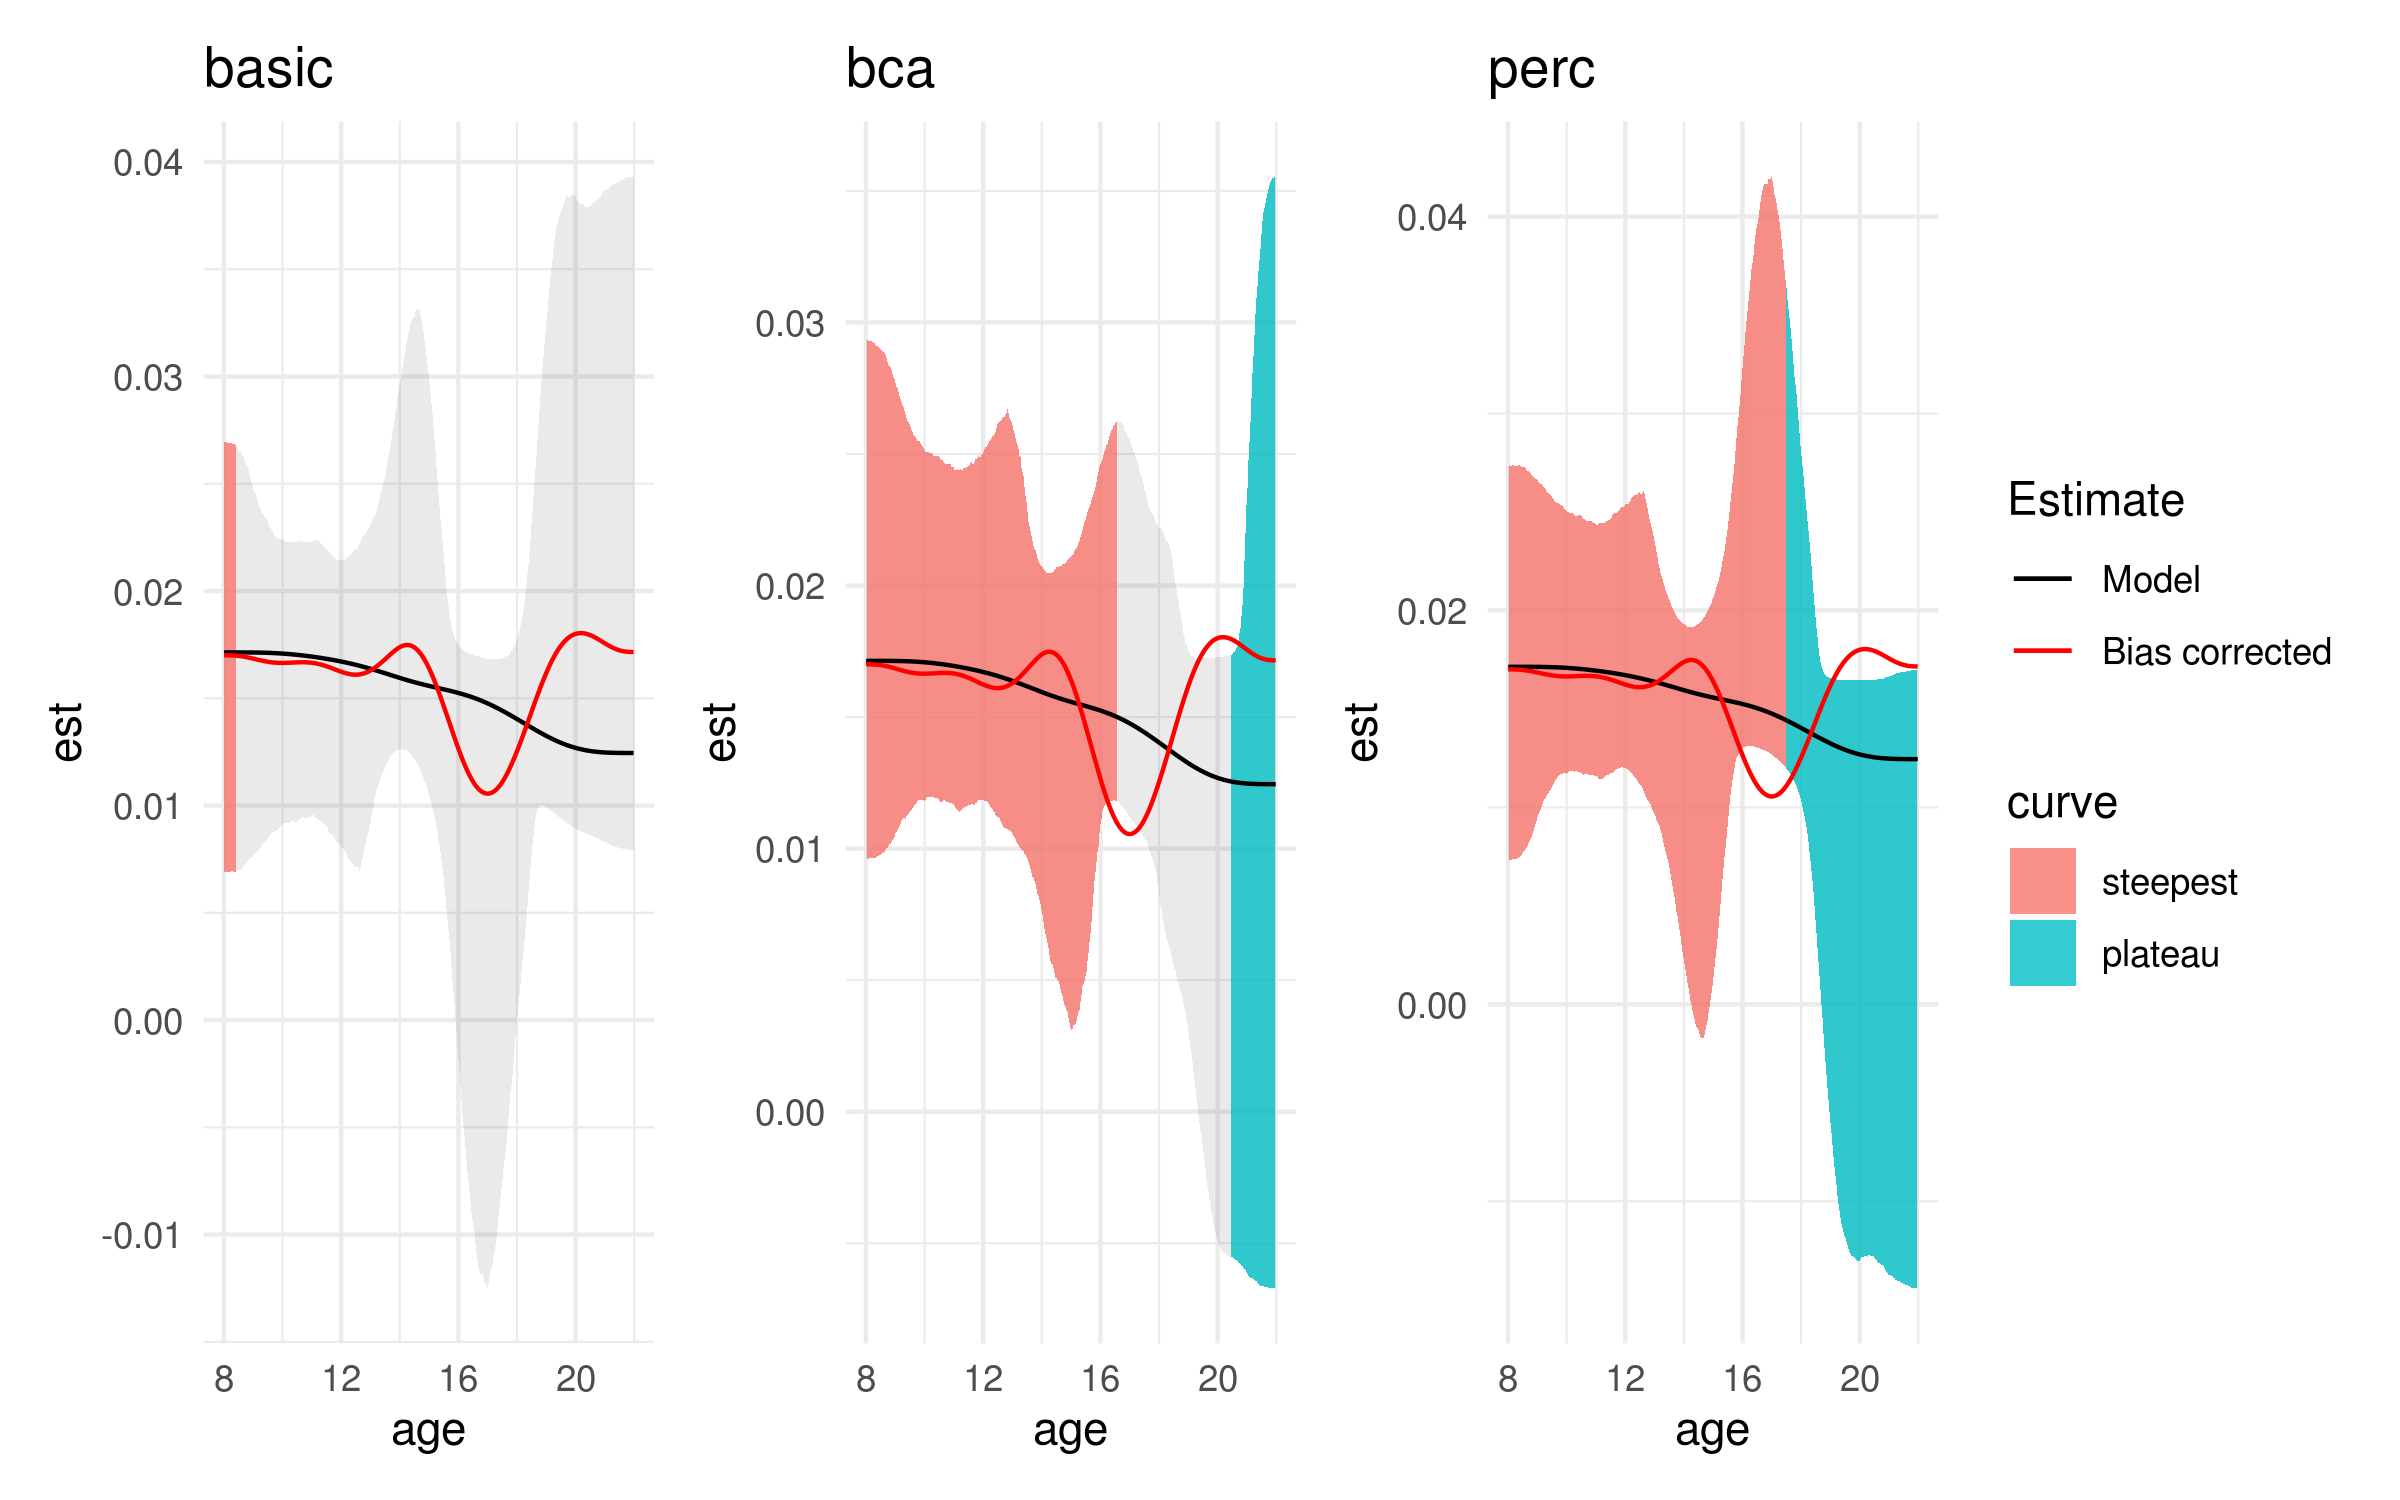 basic
bca
perc
0.04
0.03
0.02
0.01
0.00
-0.01
est
8 12 16 20
age
0.03
0.02
0.01
0.00
est
8 12 16 20
age
0.04
0.02
0.00
est
8 12 16 20
age
Estimate
Model
Bias corrected
curve
steepest
plateau